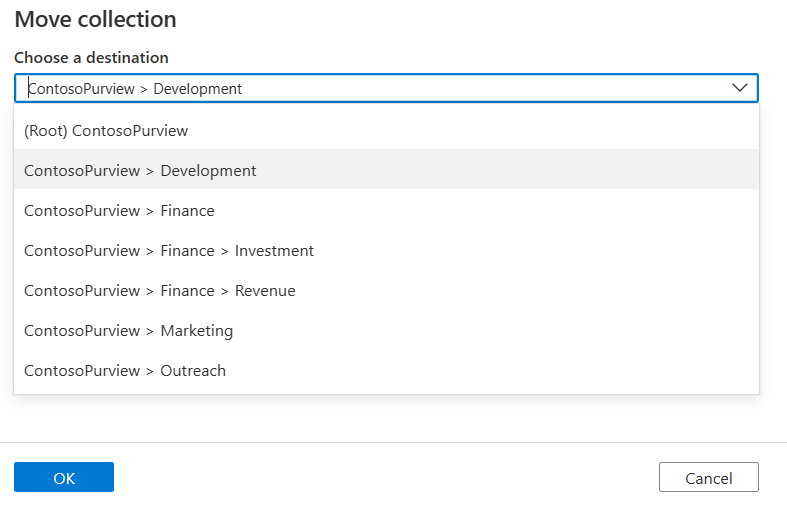 Move collection
Choose a destination
ContosoPurview > Development
(Root) ContosoPurview
ContosoPurview > Development
ContosoPurview > Finance
ContosoPurview > Finance > Investment
ContosoPurview > Finance > Revenue
ContosoPurview > Marketing
ContosoPurview > Outreach
OK
Cancel